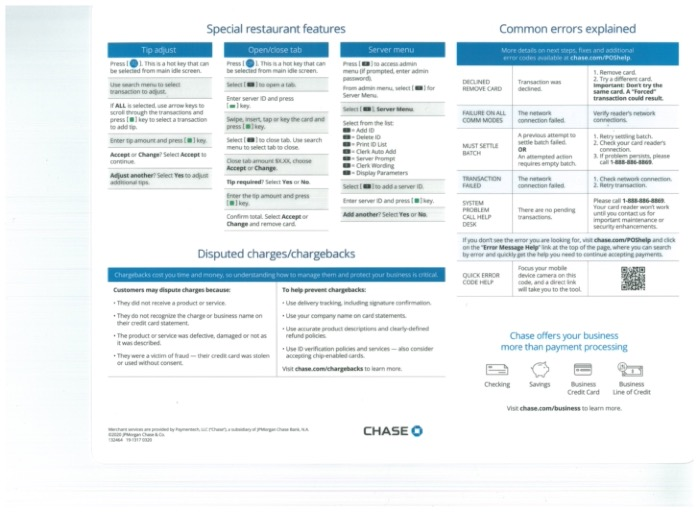 Special restaurant features
Tip adjust
Press [ ]. This is a hot key that can
be selected from main idle screen.
Use search menu to select
transaction to adjust.
If ALL is selected, use arrow keys to
scroll through the transactions and
press [ ] key to select a transaction
to add tip.
Enter tip amount and press [ ] key.
Accept or Change? Select Accept to
continue.
Adjust another? Select Yes to adjust
additional tips.
Open/close tab
Press [ ]. This is a hot key that can
be selected from main idle screen.
Select [ ] to open a tab.
Enter server ID and press
[ ] key.
Swipe, insert, tap or key the card and
press [ ] key.
Select [ ] to close tab. Use search
menu to select tab to close.
Close tab amount $X.XX, choose
Accept or Change.
Tip required? Select Yes or No.
Enter the tip amount and press
[ ] key.
Confirm total. Select Accept or
Change and remove card.
Server menu
Press [ ] to access admin
menu (if prompted, enter admin
password).
From admin menu, select [ ] for
Server Menu.
Select [ ], Server Menu.
Select from the list:
= Add ID
= Delete ID
= Print ID List
= Clerk Auto Add
= Server Prompt
= Clerk Wording
= Display Parameters
Select [ ] to add a server ID.
Enter server ID and press [ ] key.
Add another? Select Yes or No.
Disputed charges/chargebacks
Chargebacks cost you time and money, so understanding how to manage them and protect your business is critical.
Customers may dispute charges because:
• They did not receive a product or service.
• They do not recognize the charge or business name on
their credit card statement.
• The product or service was defective, damaged or not as
it was described.
• They were a victim of fraud — their credit card was stolen
or used without consent.
To help prevent chargebacks:
• Use delivery tracking, including signature confirmation.
• Use your company name on card statements.
• Use accurate product descriptions and clearly-defined
refund policies.
• Use ID verification policies and services — also consider
accepting chip-enabled cards.
Visit chase.com/chargebacks to learn more.
Merchant services are provided by Paymentech, LLC ("Chase"), a subsidiary of JPMorgan Chase Bank, N.A.
©2020 JPMorgan Chase & Co.
CHASE
Common errors explained
More details on next steps, fixes and additional
error codes available at chase.com/POShelp.
DECLINED
REMOVE CARD
Transaction was
declined.
1. Remove card.
2. Try a different card.
Important: Don't try the
same card. A "Forced"
transaction could result.
FAILURE ON ALL
COMM MODES
The network
connection failed.
Verify reader's network
connections.
MUST SETTLE
BATCH
A previous attempt to
settle batch failed.
OR
An attempted action
requires empty batch.
1. Retry settling batch.
2. Check your card reader's
connection.
3. If problem persists, please
call 1-888-886-8869.
TRANSACTION
FAILED
The network
connection failed.
1. Check network connection.
2. Retry transaction.
SYSTEM
PROBLEM
CALL HELP
DESK
There are no pending
transactions.
Please call 1-888-886-8869.
Your card reader won't work
until you contact us for
important maintenance or
security enhancements.
If you don't see the error you are looking for, visit chase.com/POShelp and click
on the "Error Message Help" link at the top of the page, where you can search
by error and quickly get the help you need to continue accepting payments.
QUICK ERROR
CODE HELP
Focus your mobile
device camera on this
code, and a direct link
will take you to the tool.
Chase offers your business
more than payment processing
Checking
Savings
Business
Credit Card
Business
Line of Credit
Visit chase.com/business to learn more.